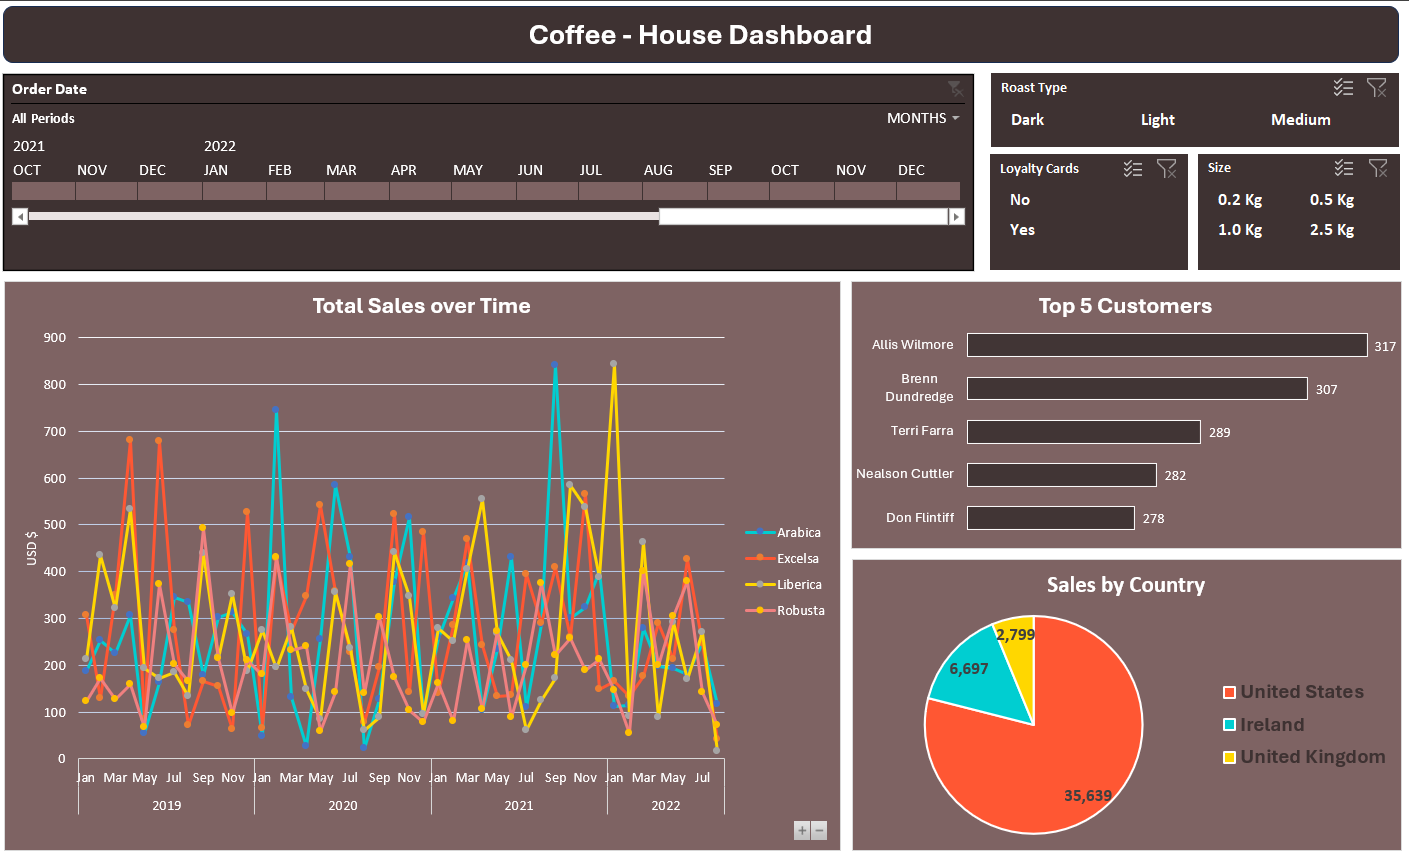 Coffee - House Dashboard
Order Date
All Periods
MONTHS
2021 2022
OCT NOV DEC JAN FEB MAR APR MAY JUN JUL AUG SEP OCT NOV DEC
Roast Type
Dark Light Medium
Loyalty Cards
No
Yes
Size
0.2 Kg 0.5 Kg
1.0 Kg 2.5 Kg
Total Sales over Time
900
800
700
600
500
400
300
200
100
0
USD $
Jan Mar May Jul Sep Nov Jan Mar May Jul Sep Nov Jan Mar May Jul Sep Nov Jan Mar May Jul
2019 2020 2021 2022
Arabica
Excelsa
Liberica
Robusta
Top 5 Customers
Allis Wilmore 317
Brenn
Dundredge 307
Terri Farra 289
Nealson Cuttler 282
Don Flintiff 278
Sales by Country
2,799
6,697
35,639
United States
Ireland
United Kingdom